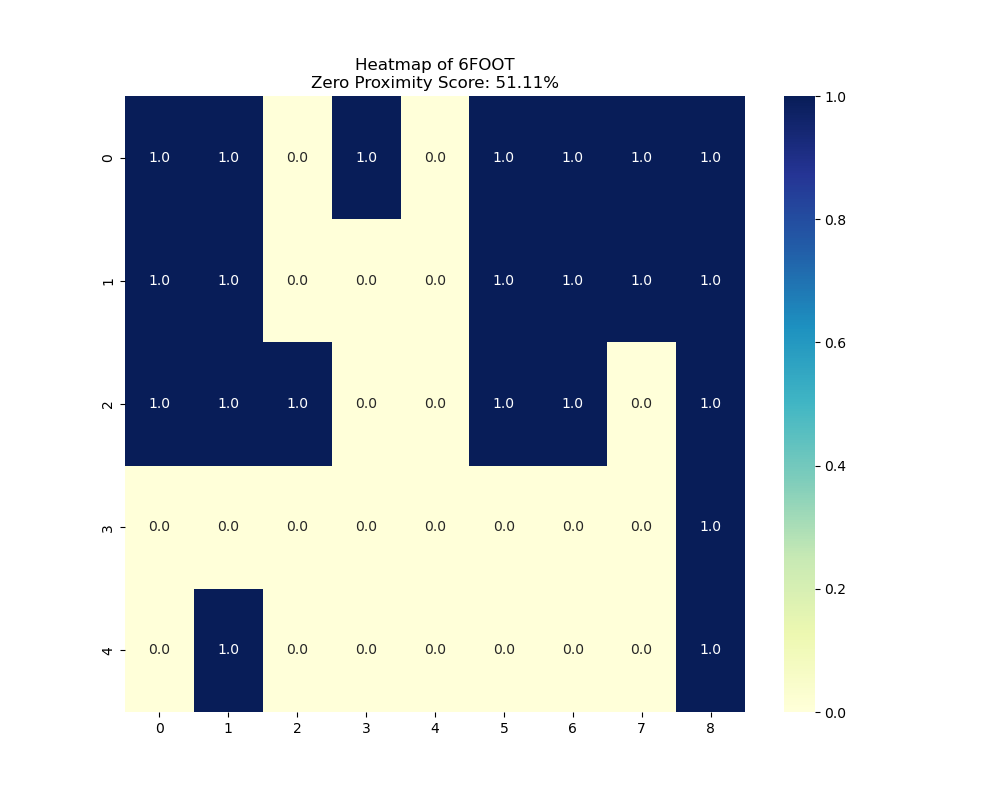 Heatmap of 6FOOT
Zero Proximity Score: 51.11%
0 1.0 1.0 0.0 1.0 0.0 1.0 1.0 1.0 1.0
1 1.0 1.0 0.0 0.0 0.0 1.0 1.0 1.0 1.0
2 1.0 1.0 1.0 0.0 0.0 1.0 1.0 0.0 1.0
3 0.0 0.0 0.0 0.0 0.0 0.0 0.0 0.0 1.0
4 0.0 1.0 0.0 0.0 0.0 0.0 0.0 0.0 1.0
0 1 2 3 4 5 6 7 8
1.0
0.8
0.6
0.4
0.2
0.0